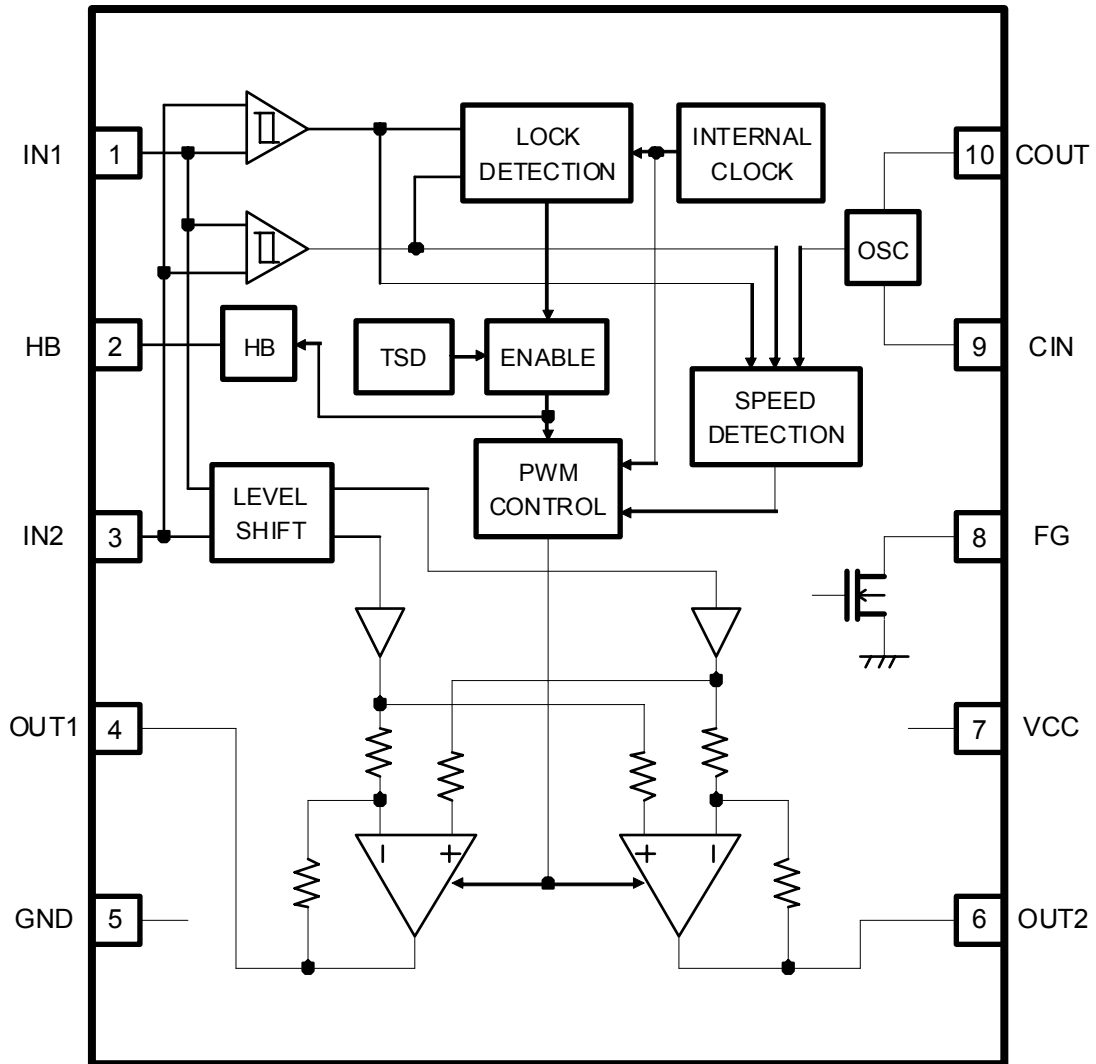 LOCK
DETECTION
INTERNAL
CLOCK
IN1
1
10
COUT
OSC
HB
2
HB
TSD
ENABLE
9
CIN
SPEED
DETECTION
PWM
CONTROL
LEVEL
SHIFT
IN2
3
8
FG
OUT1
4
7
VCC
−
+
+
−
GND
5
6
OUT2